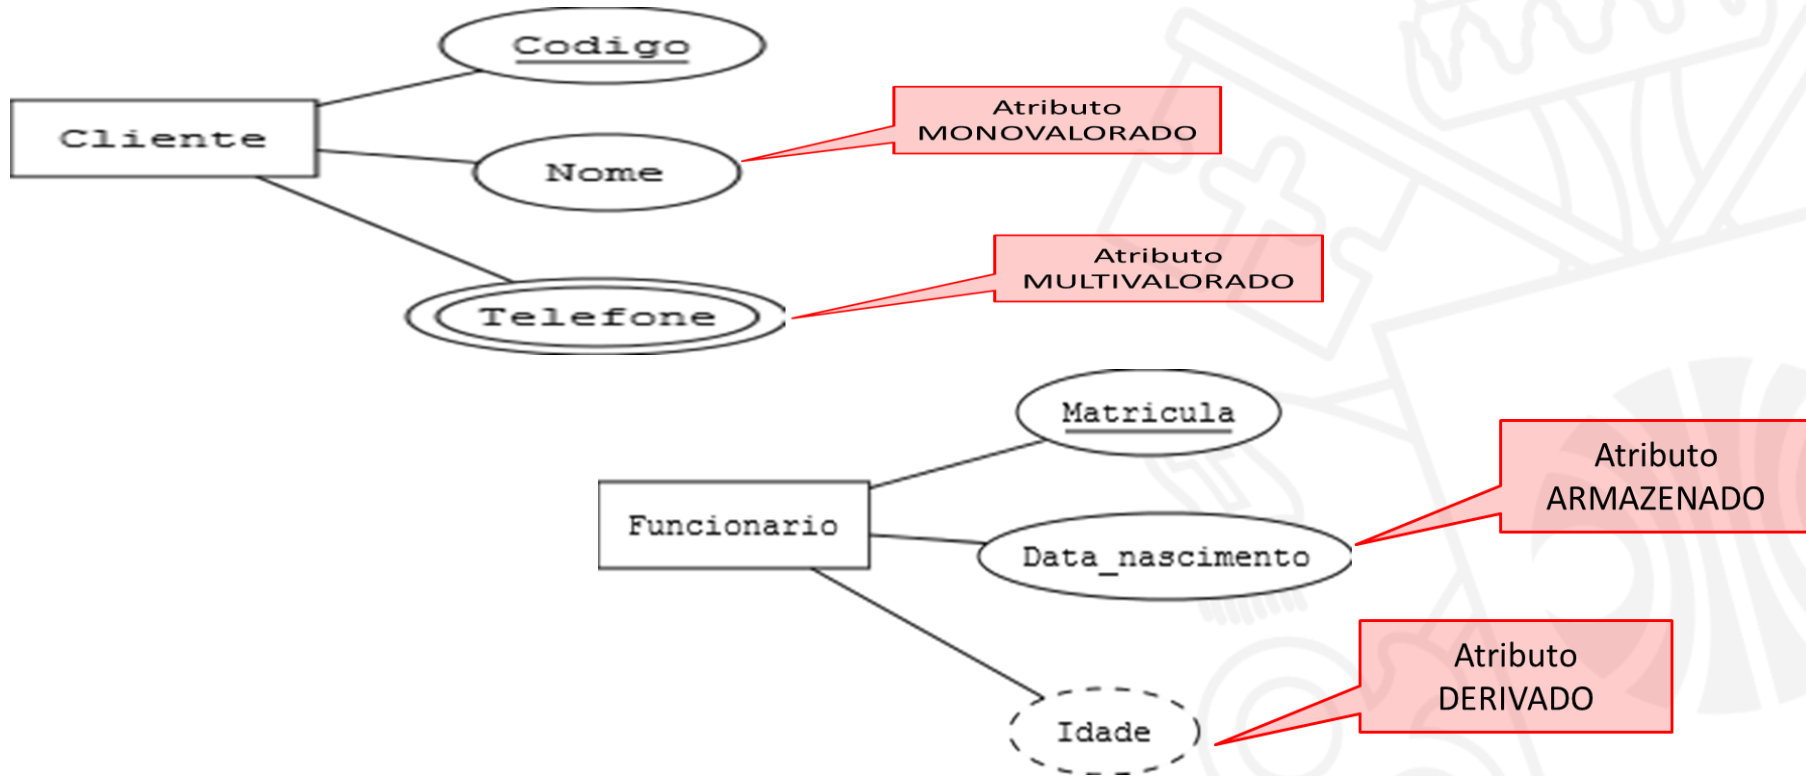 Codigo
Cliente
Atributo
MONOVALORADO
Nome
Atributo
MULTIVALORADO
Telefone
Matricula
Atributo
ARMAZENADO
Funcionario
Data_nascimento
Atributo
DERIVADO
Idade